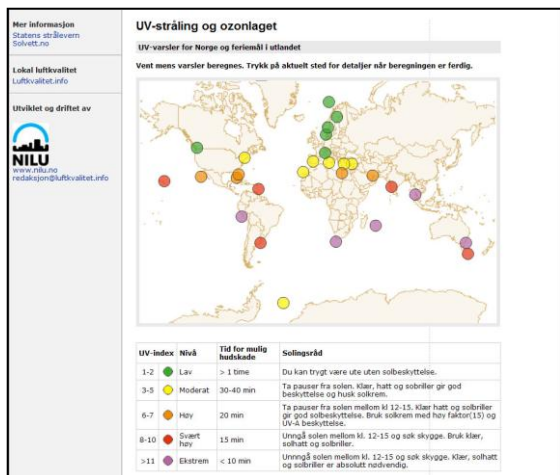 Mer informasjon
Statens strålevern
Solvett.no
Lokal luftkvalitet
Luftkvalitet.info
Utviklet og driftet av
NILU
www.nilu.no
redaksjon@luftkvalitet.info
UV-stråling og ozonlaget
UV-varsler for Norge og feriemål i utlandet
Vent mens varsler beregnes. Trykk på aktuelt sted for detaljer når beregningen er ferdig.
UV-index Nivå Tid for mulig hudskade Solingsråd
1-2 Lav > 1 time Du kan trygt være ute uten solbeskyttelse.
3-5 Moderat 30-40 min Ta pauser fra solen. Klær, hatt og solbriller gir god
beskyttelse og husk solkrem.
6-7 Høy 20 min Ta pauser fra solen mellom kl 12-15. Klær hatt og solbriller
gir god solbeskyttelse. Bruk solkrem med høy faktor(15) og
UV-A beskyttelse.
8-10 Svært høy 15 min Unngå solen mellom kl. 12-15 og søk skygge. Bruk klær,
solhatt og solbriller.
>11 Ekstrem < 10 min Unnngå solen mellom kl. 12-15 og søk skygge. Klær, solhatt
og solbriller er absolutt nødvendig.